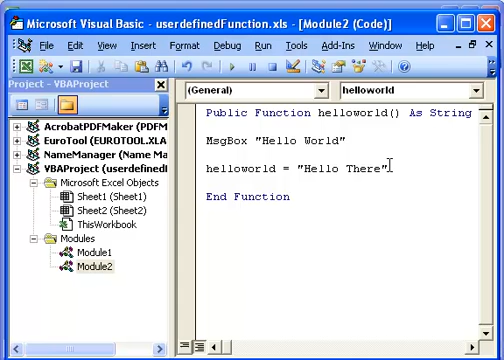 Microsoft Visual Basic - userdefinedFunction.xls - [Module2 (Code)]
File Edit View Insert Format Debug Run
Tools Add-Ins Window Help
Project - VBAProject
(General)
helloworld
AcrobatPDFMaker (PDFM
EuroTool (EUROTOOL.XLA
NameManager (NameMa
VBAProject (userdefined
Microsoft Excel Objects
Sheet1 (Sheet1)
Sheet2 (Sheet2)
ThisWorkbook
Modules
Module1
Module2
Public Function helloworld() As String
MsgBox "Hello World"
helloworld = "Hello There"
End Function